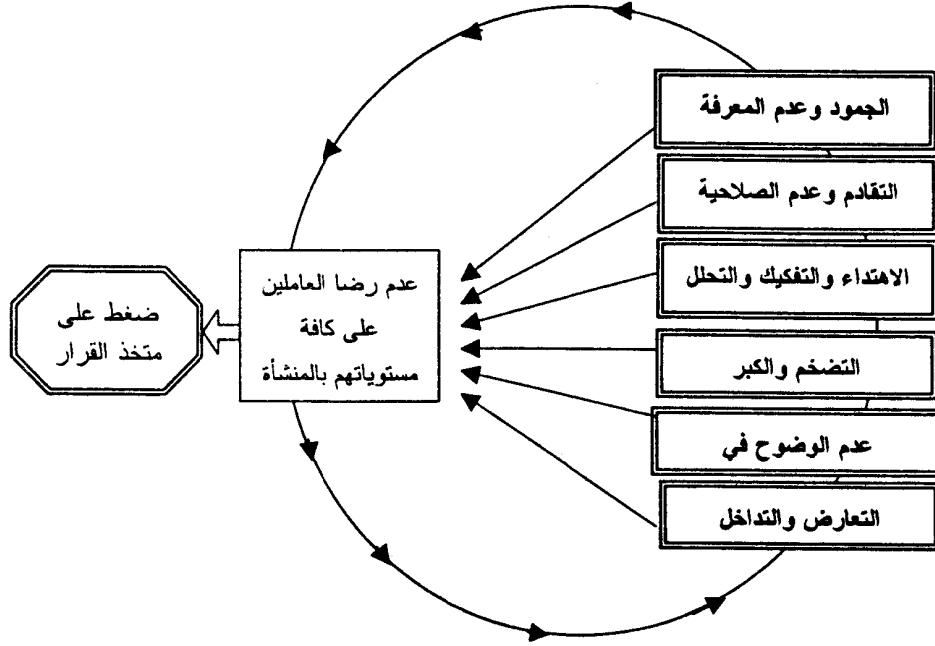 الجمود وعدم المعرفة
التقادم وعدم الصلاحية
الاهتداء والتفكيك والتحلل
التضخم والكبر
عدم الوضوح في
التعارض والتداخل
عدم رضا العاملين
على كافة
مستوياتهم بالمنشأة
ضغط على
متخذ القرار